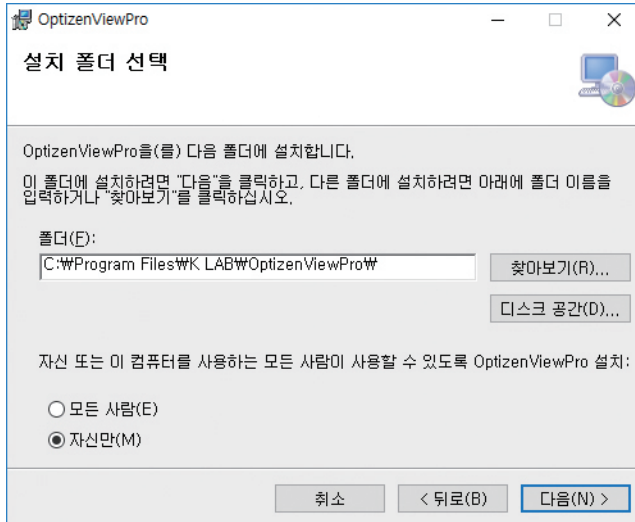 OptizenViewPro
설치 폴더 선택
OptizenViewPro을(를) 다음 폴더에 설치합니다.
이 폴더에 설치하려면 "다음"을 클릭하고, 다른 폴더에 설치하려면 아래에 폴더 이름을
입력하거나 "찾아보기"를 클릭하십시오.
폴더(F):
C:₩Program Files₩K LAB₩OptizenViewPro₩
찾아보기(R)...
디스크 공간(D)...
자신 또는 이 컴퓨터를 사용하는 모든 사람이 사용할 수 있도록 OptizenViewPro 설치:
모든 사람(E)
자신만(M)
취소
< 뒤로(B)
다음(N) >